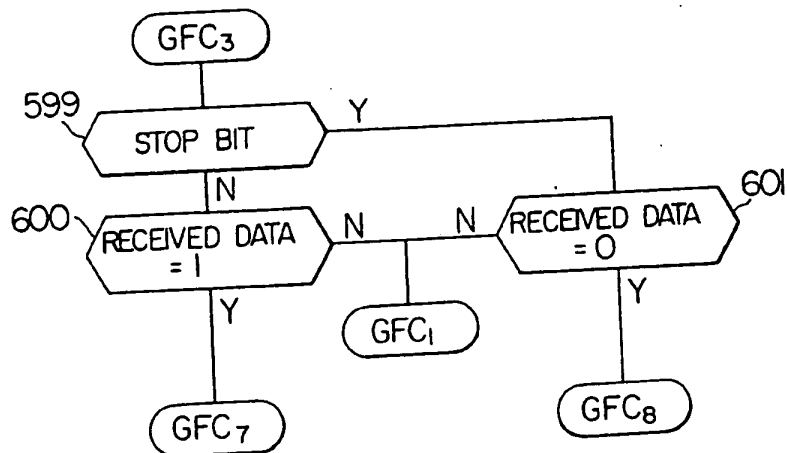 GFC3
599
STOP BIT
Y
N
600
RECEIVED DATA
= 1
N
N
RECEIVED DATA
= 0
601
Y
GFC1
Y
GFC7
GFC8